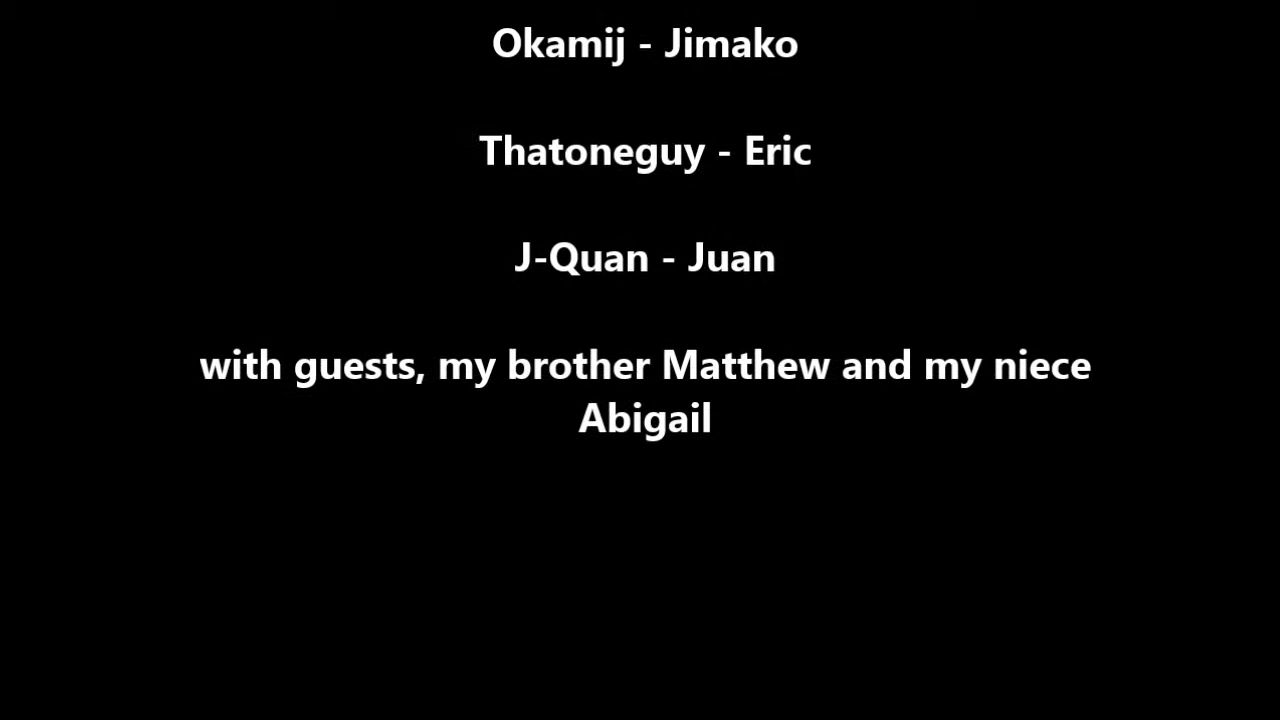 Okamij - Jimako
Thatoneguy - Eric
J-Quan - Juan
with guests, my brother Matthew and my niece
Abigail